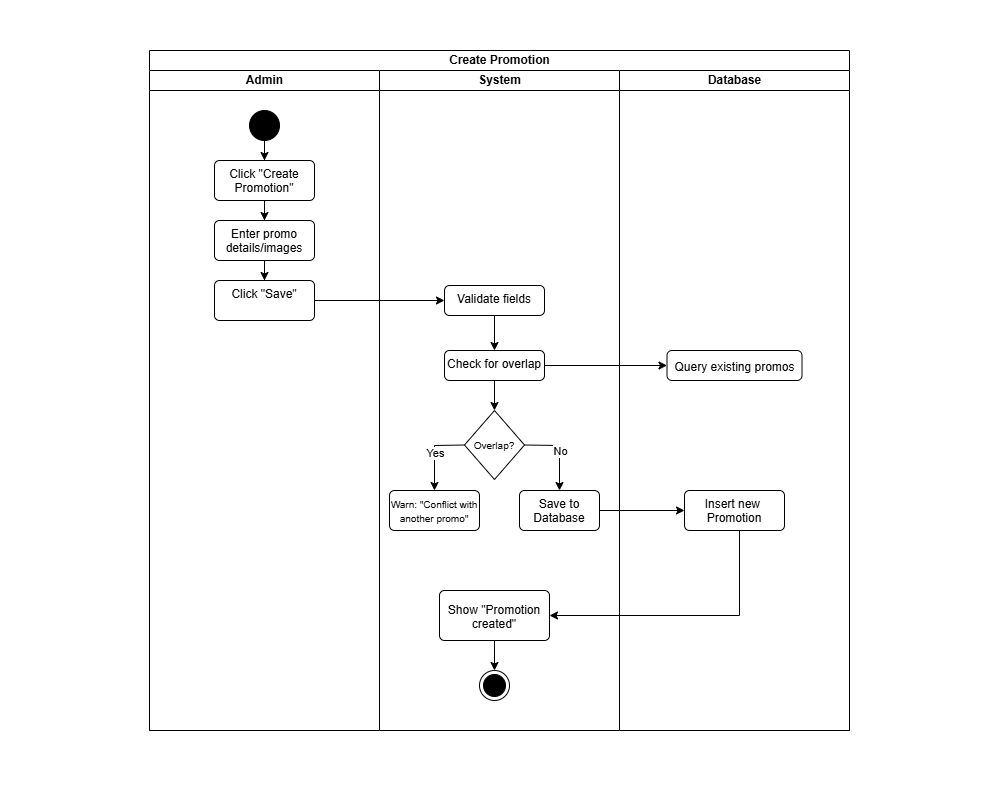 Create Promotion
Admin
System
Database
Click "Create
Promotion"
Enter promo
details/images
Click "Save"
Validate fields
Check for overlap
Query existing promos
Overlap?
Yes
No
Warn: "Conflict with
another promo"
Save to
Database
Insert new
Promotion
Show "Promotion
created"